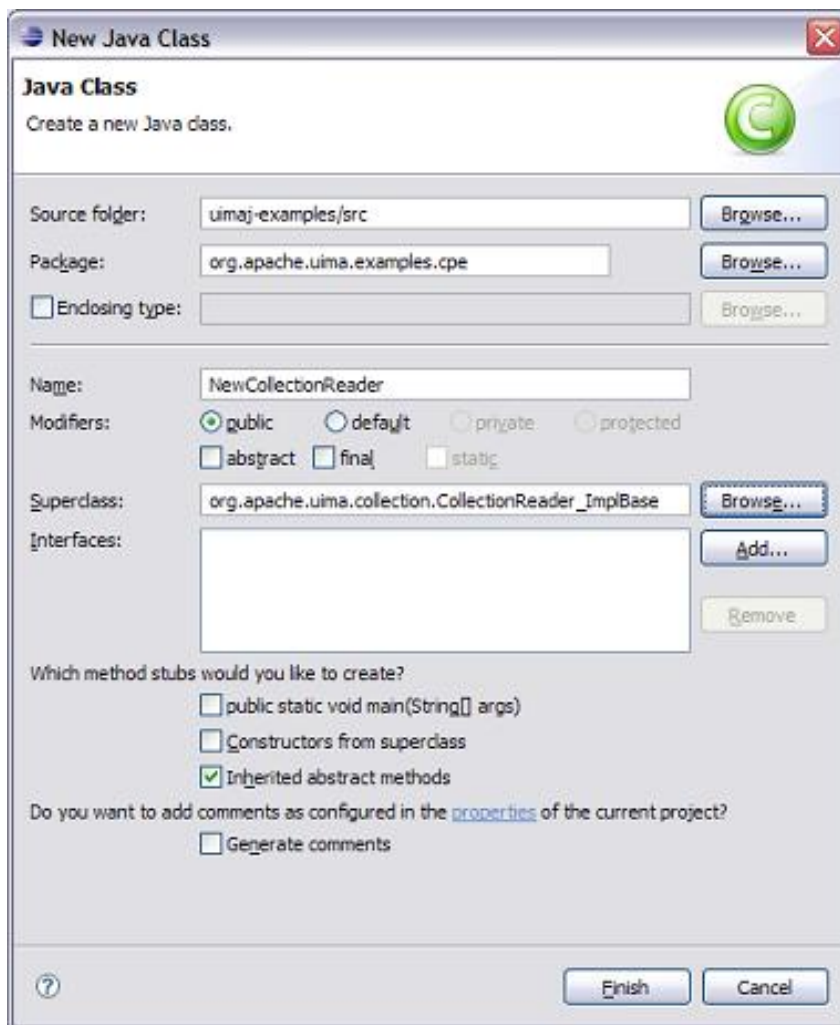 New Java Class
Java Class
Create a new Java class.
Source folder: uimaj-examples/src Browse...
Package: org.apache.uima.examples.cpe Browse...
Enclosing type: Browse...
Name: NewCollectionReader
Modifiers: public default private protected
abstract final static
Superclass: org.apache.uima.collection.CollectionReader_ImplBase Browse...
Interfaces: Add...
Remove
Which method stubs would you like to create?
public static void main(String[] args)
Constructors from superclass
Inherited abstract methods
Do you want to add comments as configured in the properties of the current project?
Generate comments
? Finish Cancel